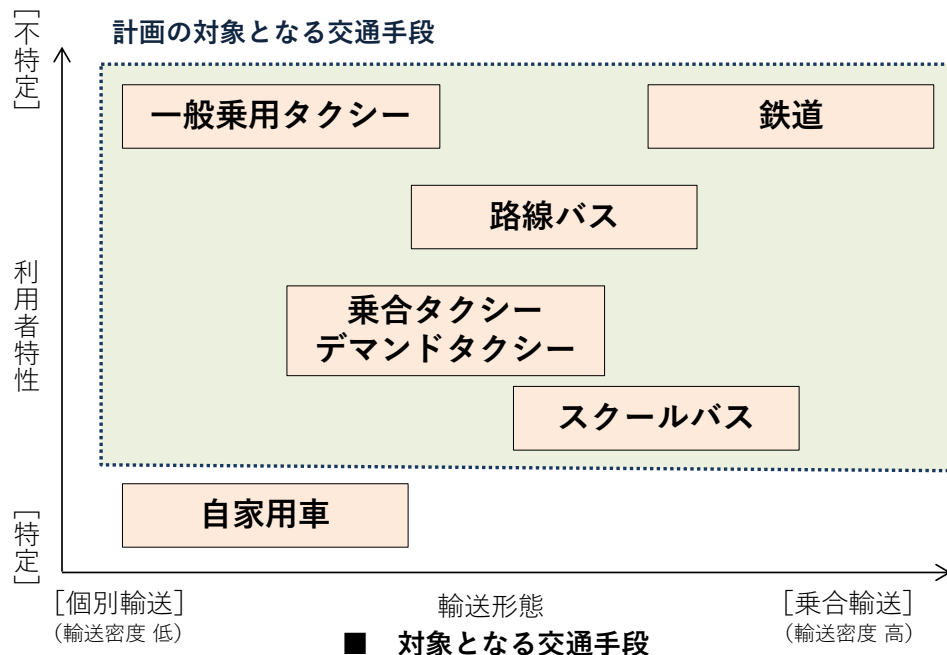 計画の対象となる交通手段
[不特定]
一般乗用タクシー
鉄道
路線バス
利用者特性
乗合タクシー
デマンドタクシー
スクールバス
[特定]
自家用車
[個別輸送]
(輸送密度 低)
輸送形態
[乗合輸送]
(輸送密度 高)
■ 対象となる交通手段